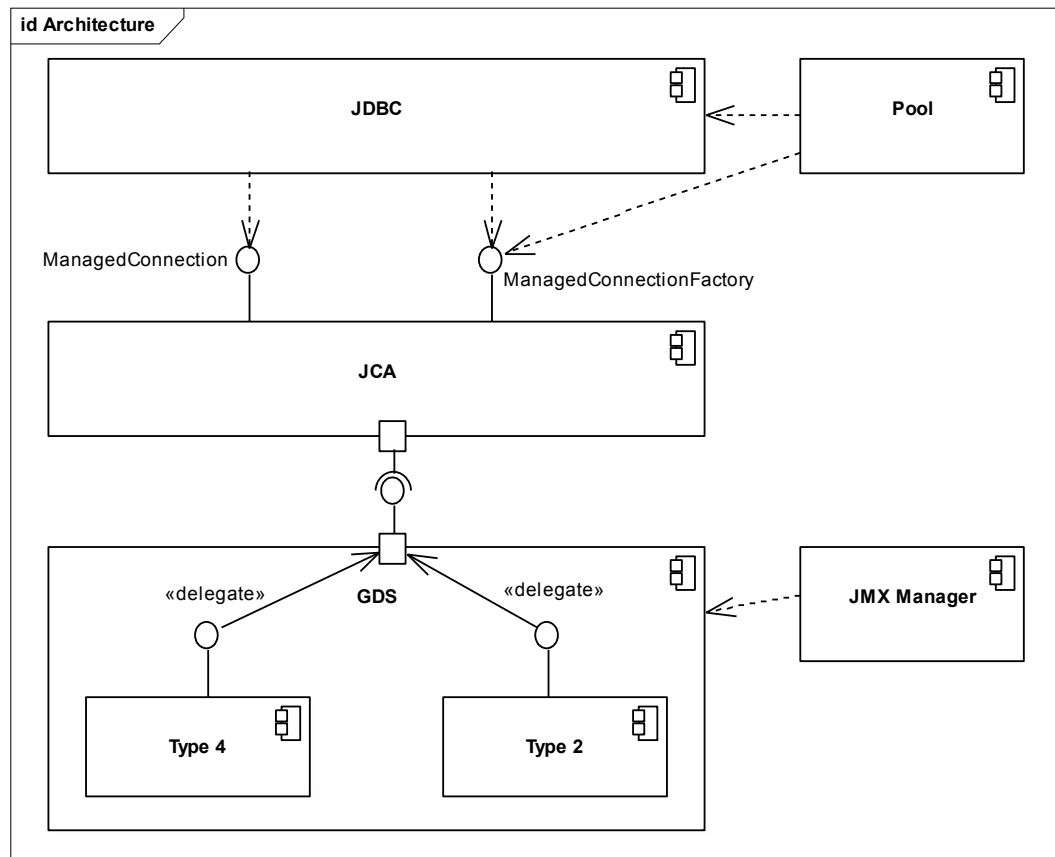 id Architecture
JDBC
Pool
ManagedConnection
ManagedConnectionFactory
JCA
«delegate»
«delegate»
GDS
JMX Manager
Type 4
Type 2